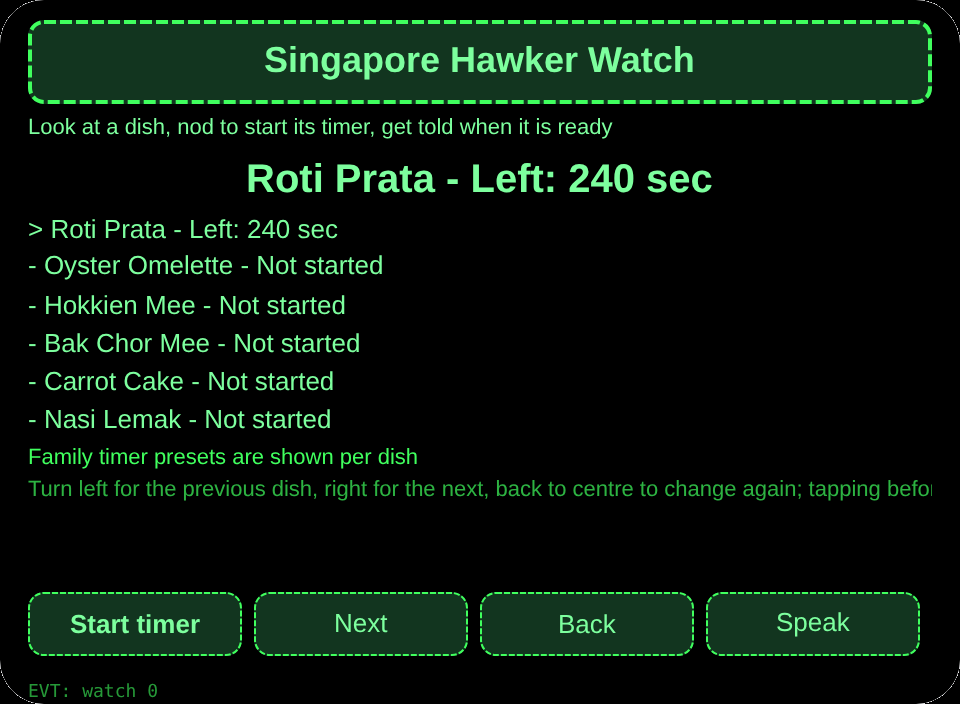 Singapore Hawker Watch
Look at a dish, nod to start its timer, get told when it is ready
Roti Prata - Left: 240 sec
> Roti Prata - Left: 240 sec
- Oyster Omelette - Not started
- Hokkien Mee - Not started
- Bak Chor Mee - Not started
- Carrot Cake - Not started
- Nasi Lemak - Not started
Family timer presets are shown per dish
Turn left for the previous dish, right for the next, back to centre to change again; tapping
Start timer
Next
Back
Speak
EVT: watch 0